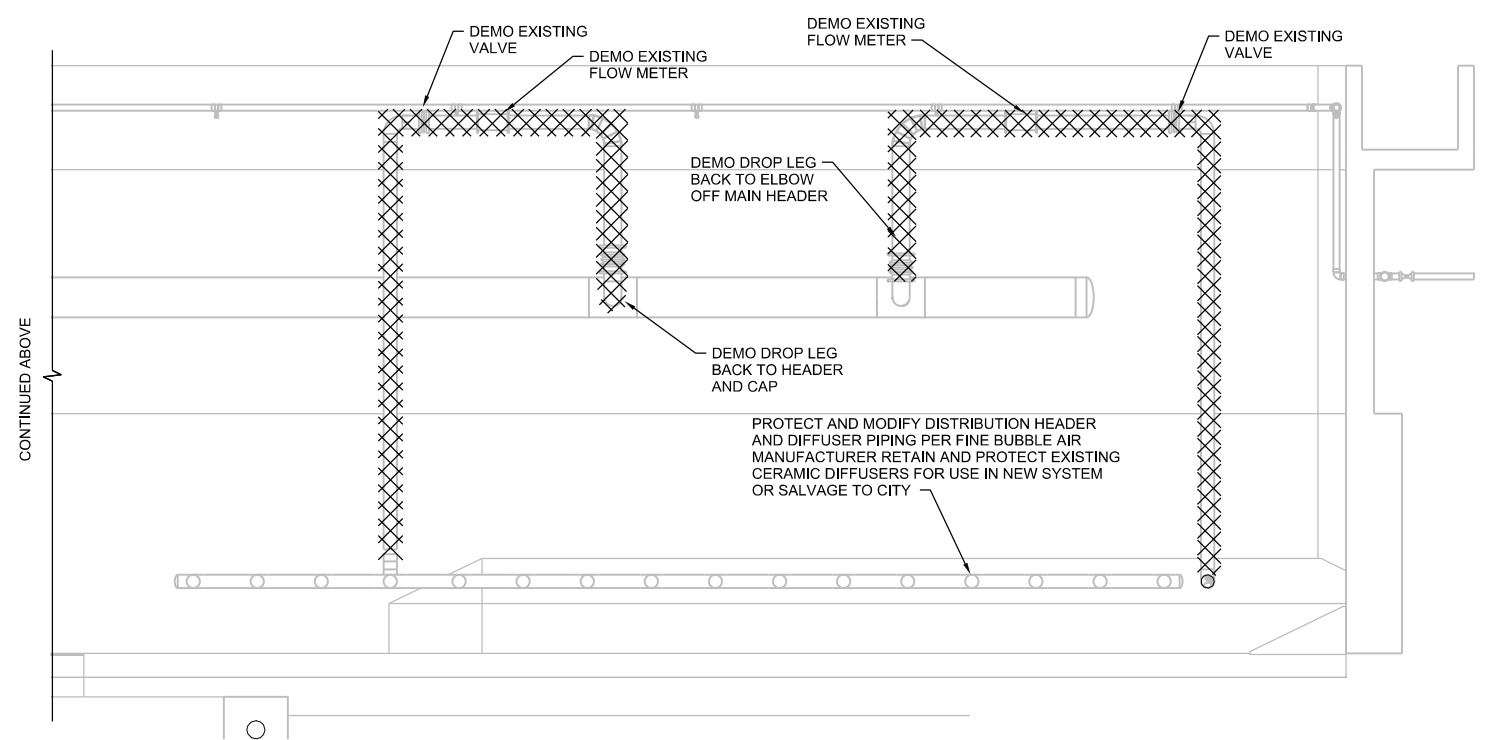 DEMO EXISTING
VALVE
DEMO EXISTING
FLOW METER
DEMO EXISTING
FLOW METER
DEMO EXISTING
VALVE
DEMO DROP LEG
BACK TO ELBOW
OFF MAIN HEADER
DEMO DROP LEG
BACK TO HEADER
AND CAP
CONTINUED ABOVE
PROTECT AND MODIFY DISTRIBUTION HEADER
AND DIFFUSER PIPING PER FINE BUBBLE AIR
MANUFACTURER RETAIN AND PROTECT EXISTING
CERAMIC DIFFUSERS FOR USE IN NEW SYSTEM
OR SALVAGE TO CITY